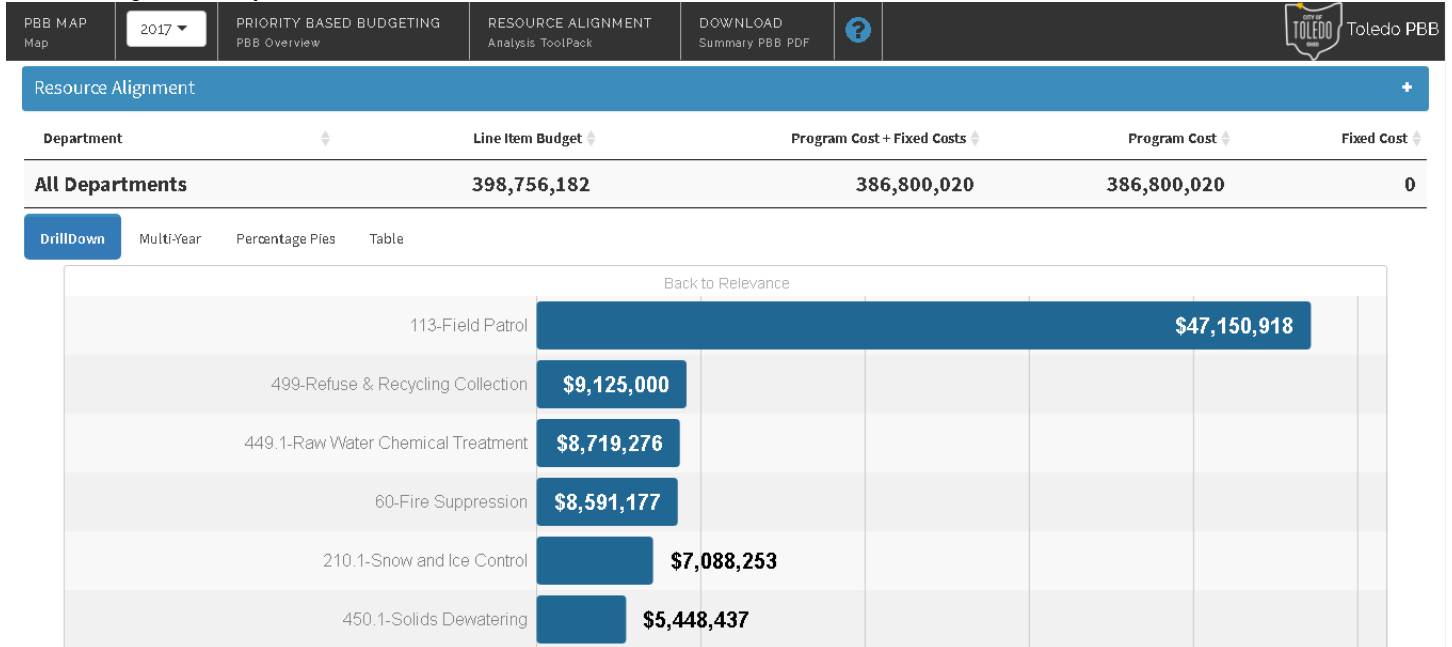 PBB MAP
Map
2017
PRIORITY BASED BUDGETING
PBB Overview
RESOURCE ALIGNMENT
Analysis ToolPack
DOWNLOAD
Summary PBB PDF
?
CITY OF
TOLEDO
OHIO
Toledo PBB
Resource Alignment +
Department Line Item Budget Program Cost + Fixed Costs Program Cost Fixed Cost
All Departments 398,756,182 386,800,020 386,800,020 0
DrillDown Multi-Year Percentage Pies Table
Back to Relevance
113-Field Patrol $47,150,918
499-Refuse & Recycling Collection $9,125,000
449.1-Raw Water Chemical Treatment $8,719,276
60-Fire Suppression $8,591,177
210.1-Snow and Ice Control $7,088,253
450.1-Solids Dewatering $5,448,437